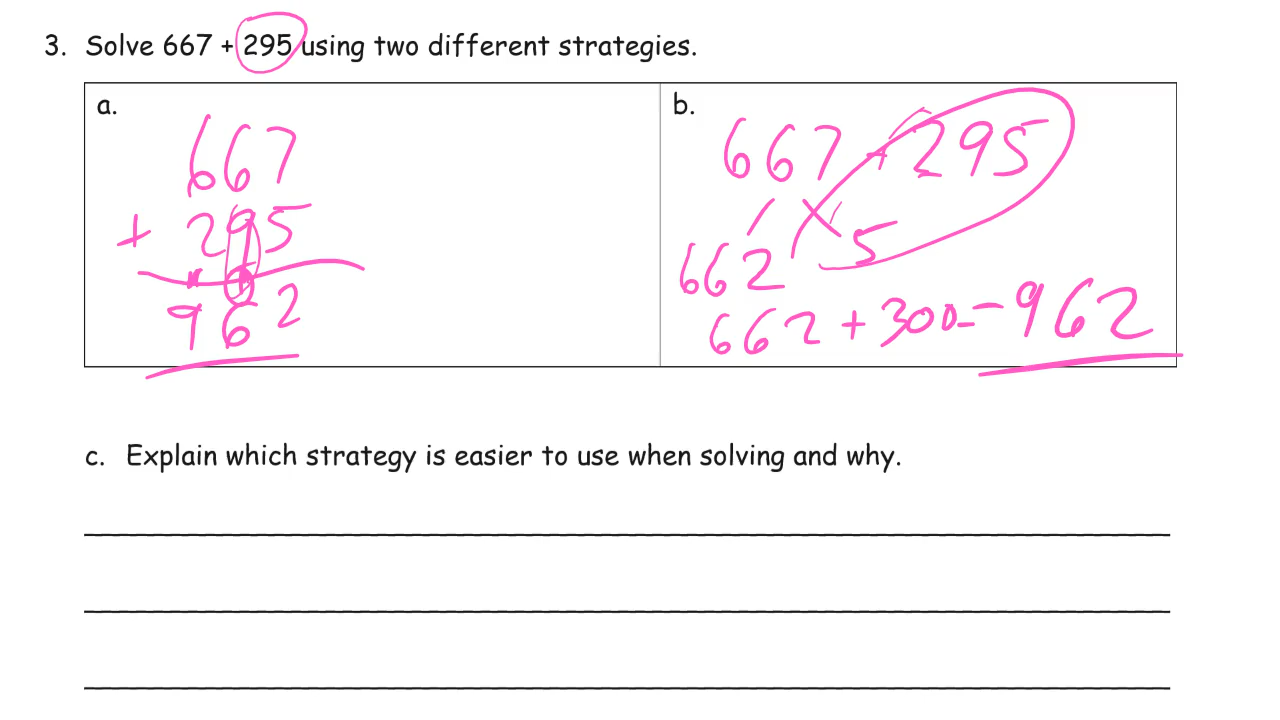 3. Solve 667 + 295 using two different strategies.
a.
667
+ 295
962
b.
667 + 295
662 5
662 + 300 = 962
c. Explain which strategy is easier to use when solving and why.